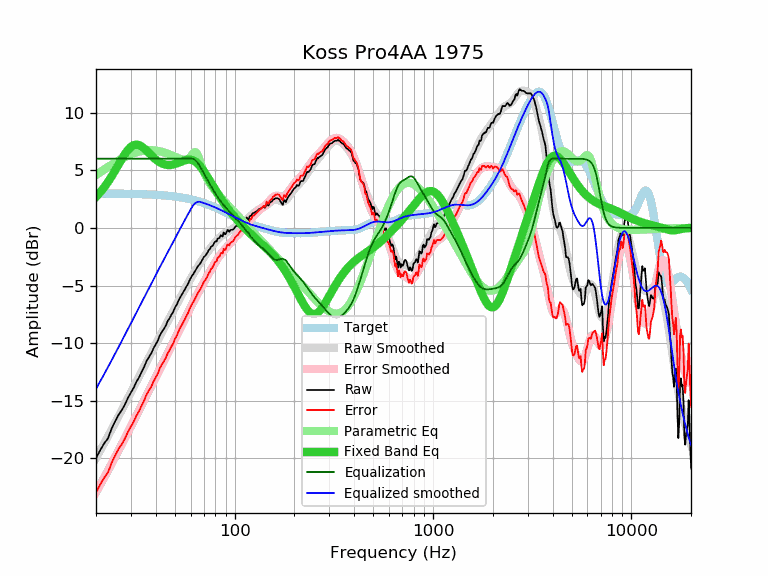 Koss Pro4AA 1975
Amplitude (dBr)
10
5
0
−5
−10
−15
−20
Target
Raw Smoothed
Error Smoothed
Raw
Error
Parametric Eq
Fixed Band Eq
Equalization
Equalized smoothed
100
1000
10000
Frequency (Hz)